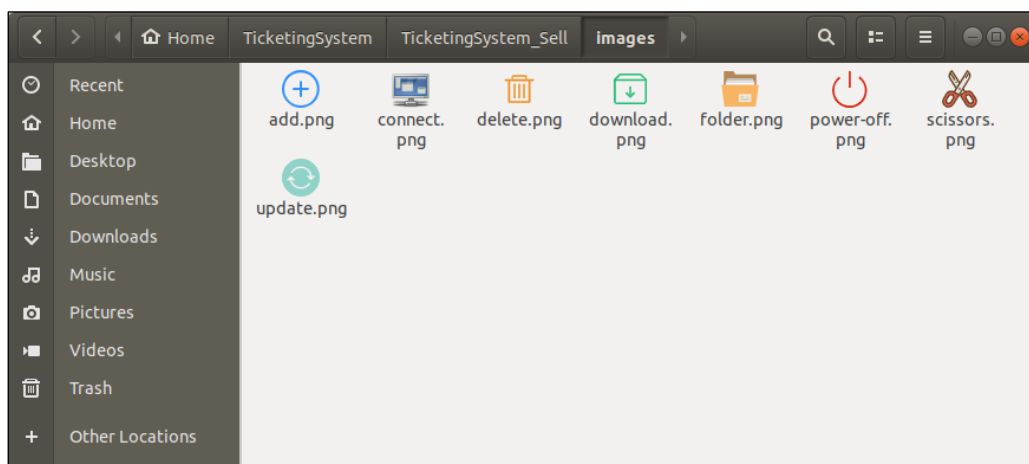 Home TicketingSystem TicketingSystem_Sell images
Recent
Home
Desktop
Documents
Downloads
Music
Pictures
Videos
Trash
Other Locations
add.png connect. delete.png download. folder.png power-off. scissors.
png png png png
update.png